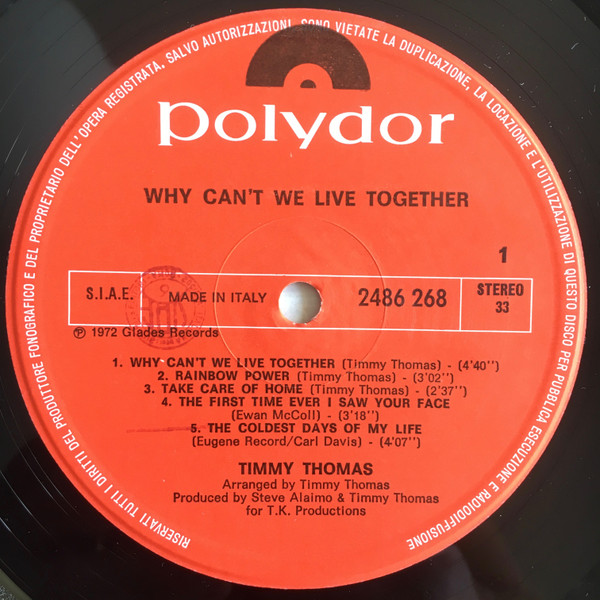 RISERVATI TUTTI I DIRITTI DEL PRODUTTORE FONOGRAFICO E DEL PROPRIETARIO DELL'OPERA REGISTRATA, SALVO AUTORIZZAZIONI, SONO VIETATE LA DUPLICAZIONE, LA LOCAZIONE E L'UTILIZZAZIONE DI QUESTO DISCO PER PUBBLICA ESECUZIONE E RADIODIFFUSIONE
polydor
WHY CAN'T WE LIVE TOGETHER
1
S.I.A.E. MADE IN ITALY 2486 268 STEREO
33
℗ 1972 Glades Records
1. WHY CAN'T WE LIVE TOGETHER (Timmy Thomas) - (4'40'')
2. RAINBOW POWER (Timmy Thomas) - (3'02'')
3. TAKE CARE OF HOME (Timmy Thomas) - (2'37'')
4. THE FIRST TIME EVER I SAW YOUR FACE
(Ewan McColl) - (3'18'')
5. THE COLDEST DAYS OF MY LIFE
(Eugene Record/Carl Davis) - (4'07'')
TIMMY THOMAS
Arranged by Timmy Thomas
Produced by Steve Alaimo & Timmy Thomas
for T.K. Productions